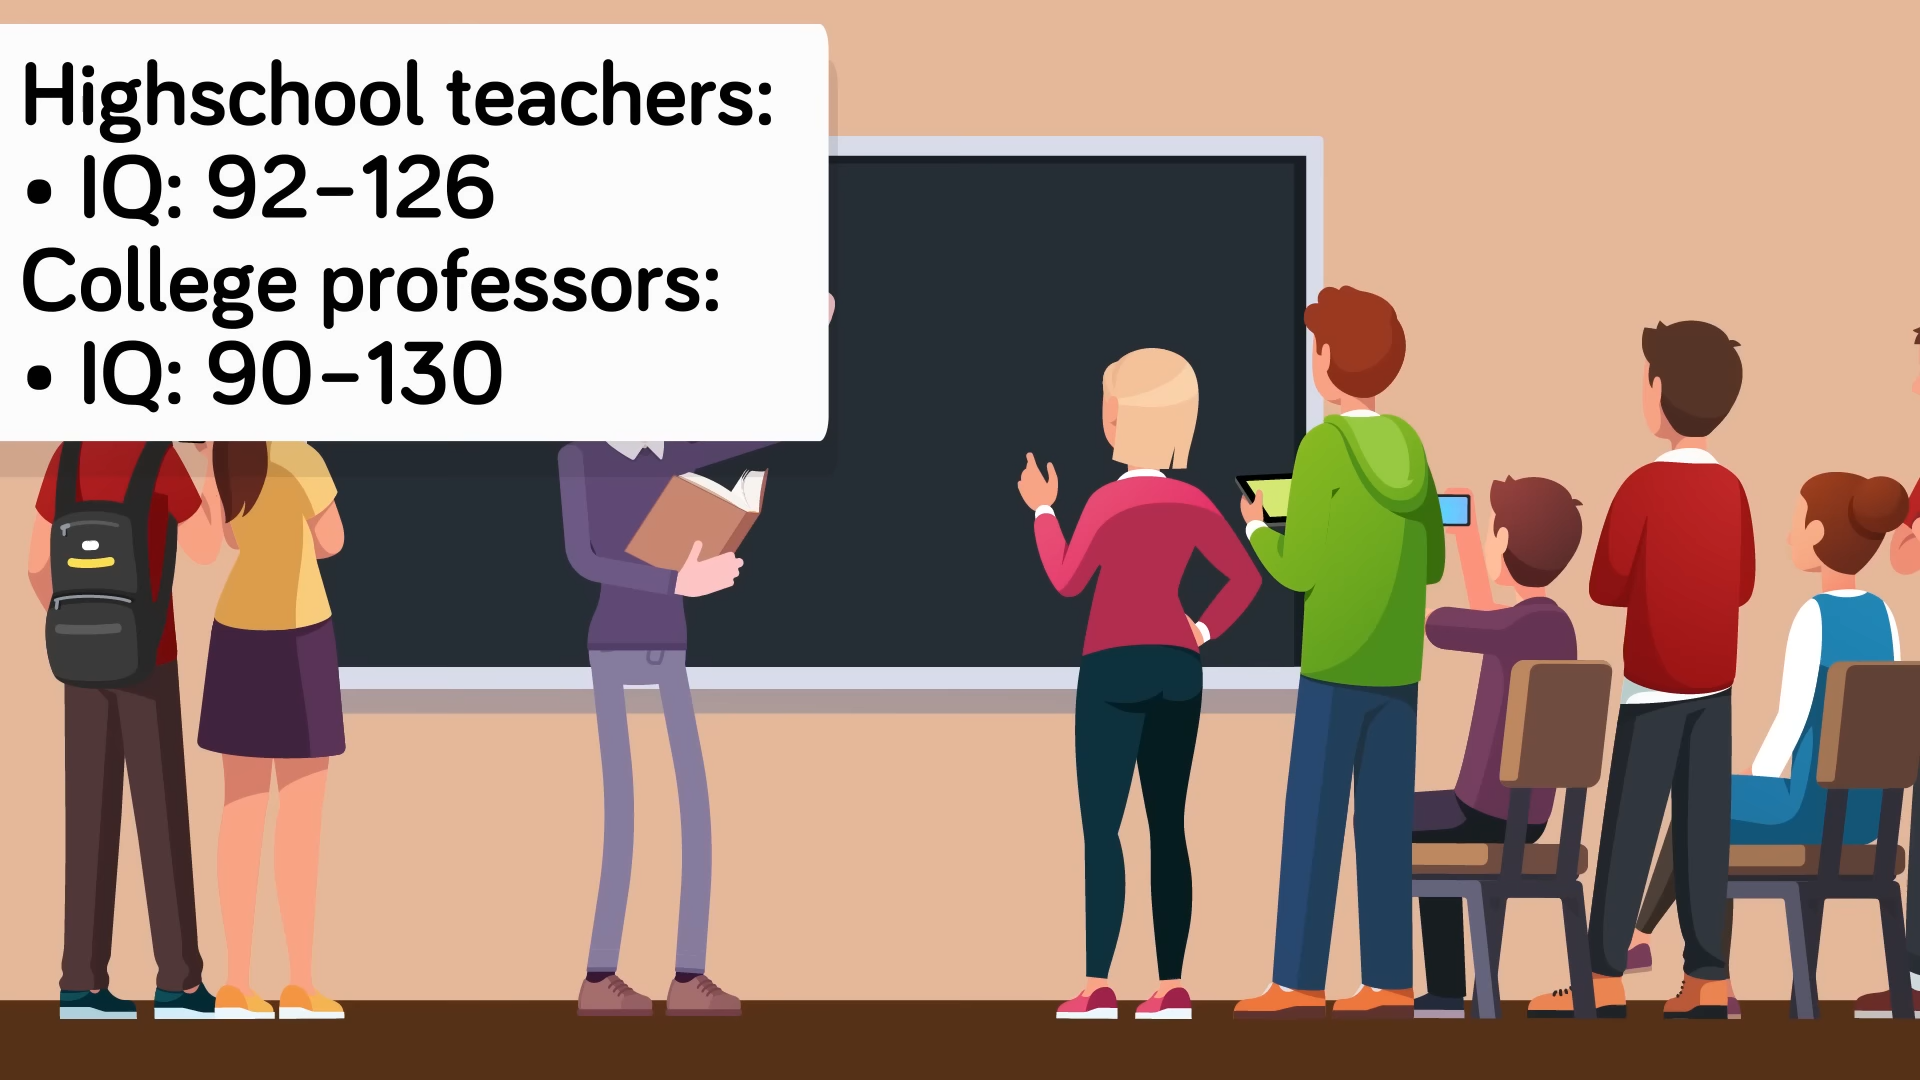 Highschool teachers:
• IQ: 92–126
College professors:
• IQ: 90–130